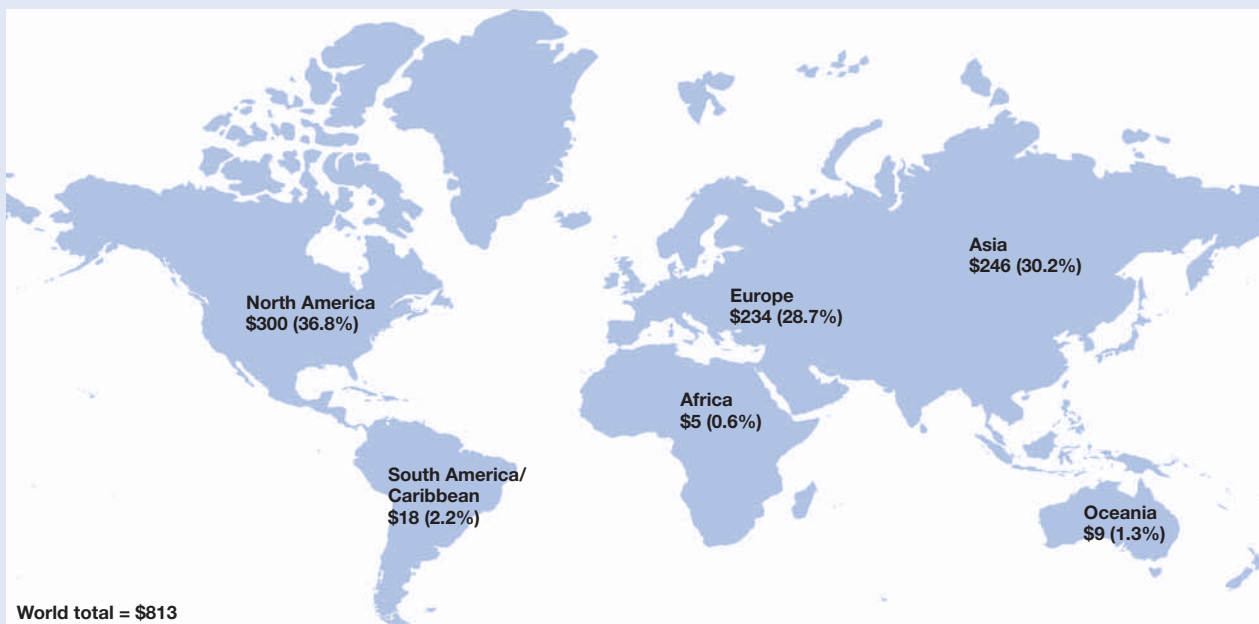 North America
$300 (36.8%)
Asia
$246 (30.2%)
Europe
$234 (28.7%)
Africa
$5 (0.6%)
South America/
Caribbean
$18 (2.2%)
Oceania
$9 (1.3%)
World total = $813